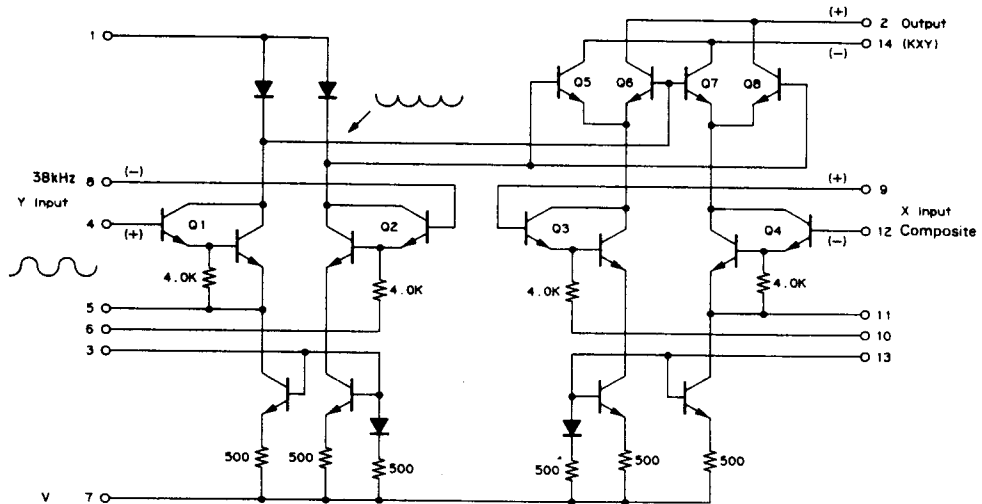 (+)
2 Output
1
14 (KXY)
(-)
Q5
Q6
Q7
Q8
38kHz
8
(-)
(+)
9
Y Input
4
(+)
Q1
Q2
Q3
Q4
X Input
12 Composite
(-)
4.0K
4.0K
4.0K
4.0K
5
11
6
10
3
13
500
500
500
500
500
500
V
7